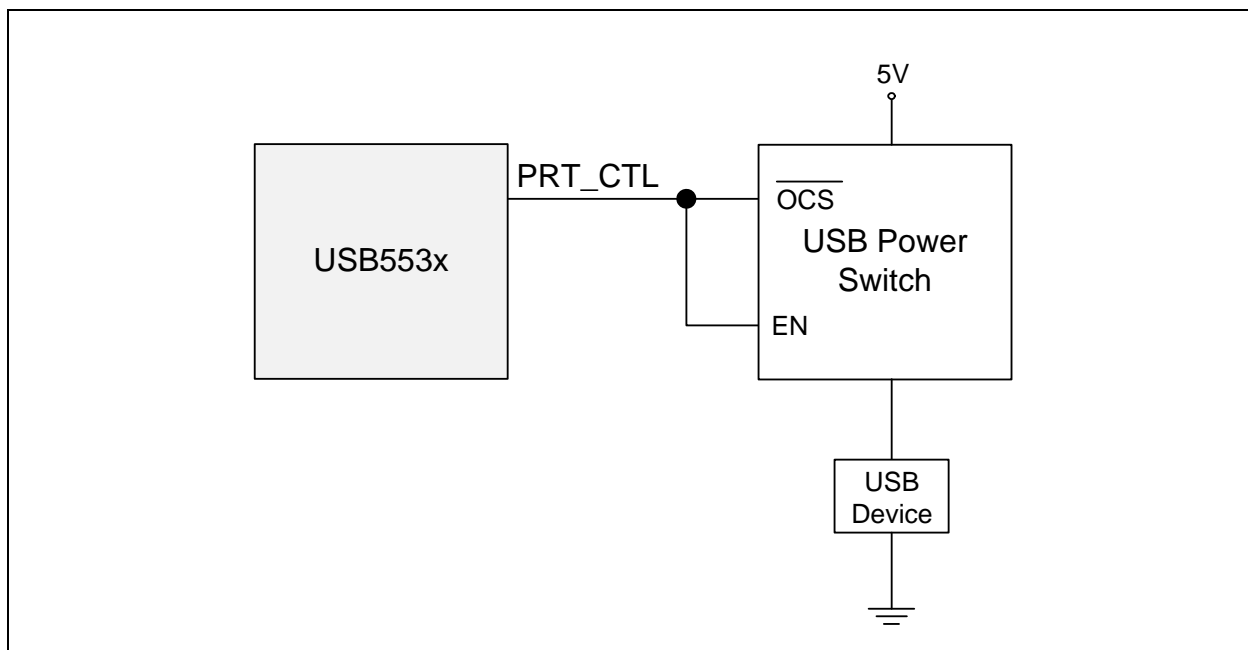 5V
PRT_CTL
OCS
USB553x
USB Power
Switch
EN
USB
Device